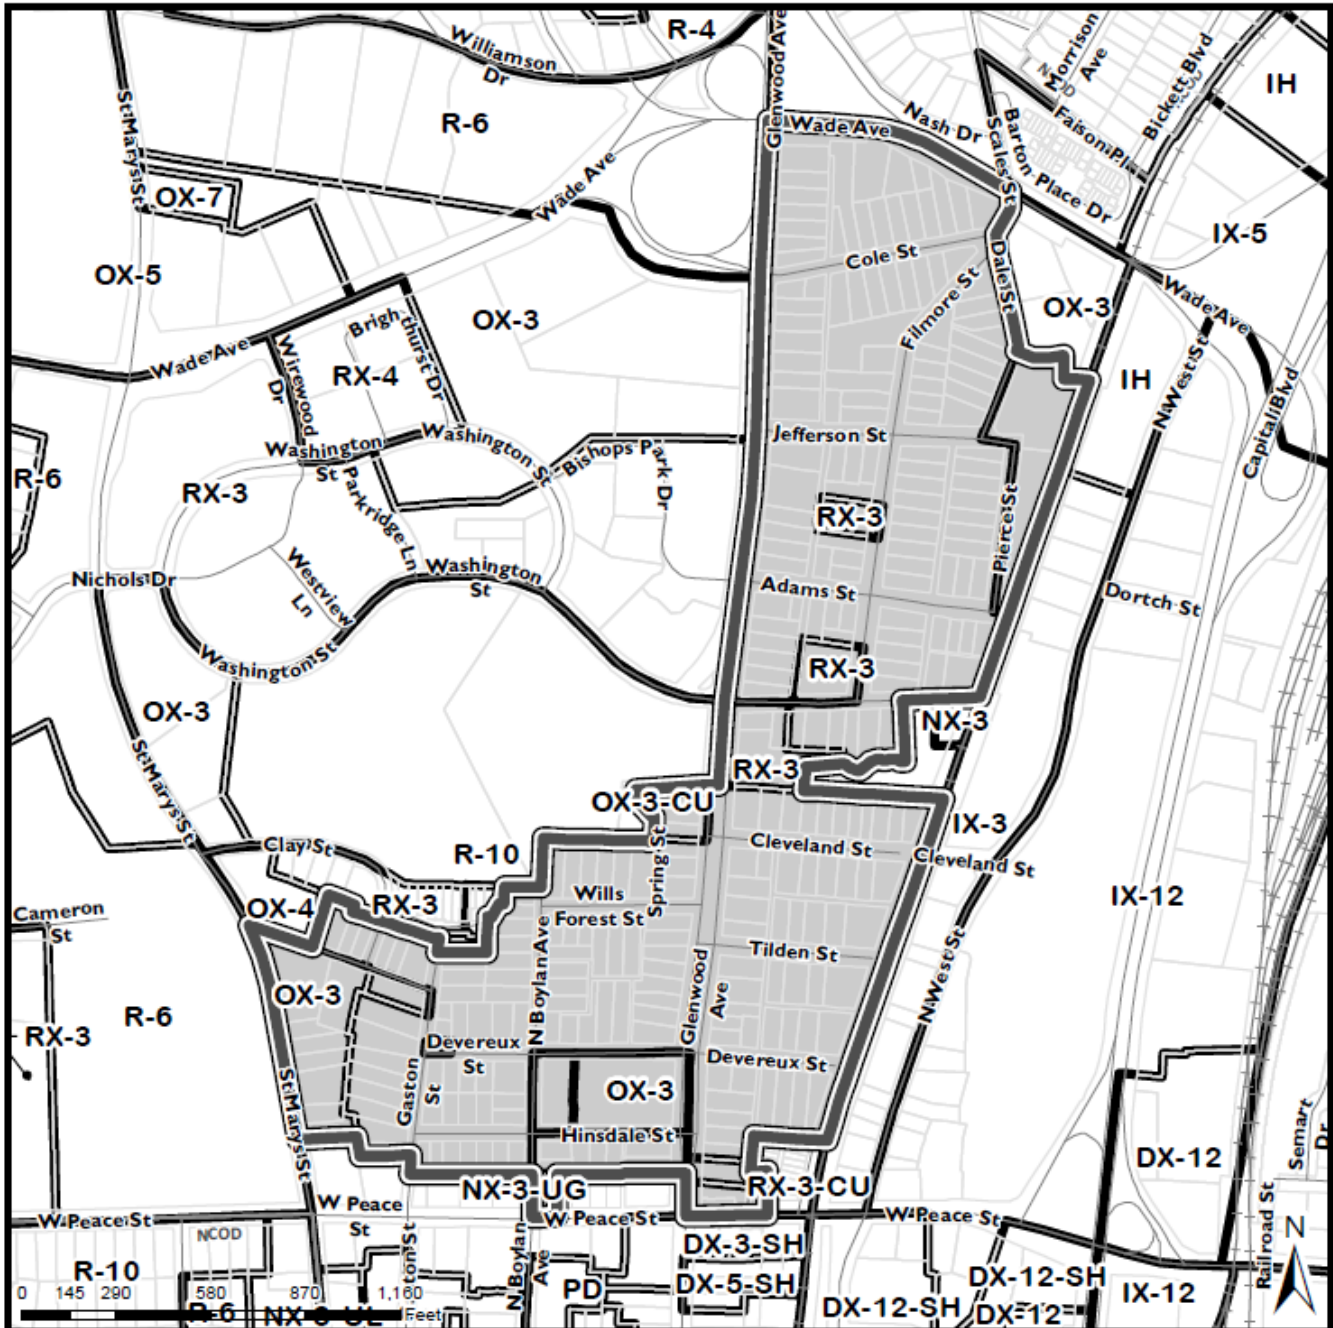 R-4
Glenwood Ave
Williamson
Dr
Morrison
Ave
NCOD
Bickett Blvd
IH
St Marys St
R-6
Wade Ave
Nash Dr
Scales St
Barton Place Dr
Faison Pl
OX-7
Wade Ave
IX-5
OX-5
Cole St
Dale St
Filmore St
OX-3
Wade Ave
OX-3
Brigh
thurst Dr
Wade Ave
Wirewood
Dr
RX-4
IH
N West St
Capital Blvd
Washington
St
Washington St
Bishops Park Dr
Jefferson St
R-6
RX-3
Parkridge Ln
RX-3
Pierce St
Westview
Ln
Nichols Dr
Washington
St
Adams St
Dortch St
Washington St
RX-3
OX-3
NX-3
St Marys St
RX-3
OX-3-CU
IX-3
Clay St
R-10
Spring St
Cleveland St
Cleveland St
Wills
Forest St
IX-12
Cameron
St
OX-4
RX-3
N Boylan Ave
Tilden St
Glenwood
Ave
N West St
OX-3
R-6
RX-3
Devereux
St
Devereux St
Gaston
St
OX-3
St Marys St
Hinsdale St
Semart
Dr
DX-12
NX-3-UG
RX-3-CU
W Peace St
W Peace
St
W Peace St
W Peace St
Railroad St
N
NCOD
DX-3-SH
R-10
N Boylan
Ave
PD
DX-5-SH
DX-12-SH
DX-12-SH
DX-12
IX-12
0 145 290 580 870 1,160
Feet
R-6
NX-3-UL